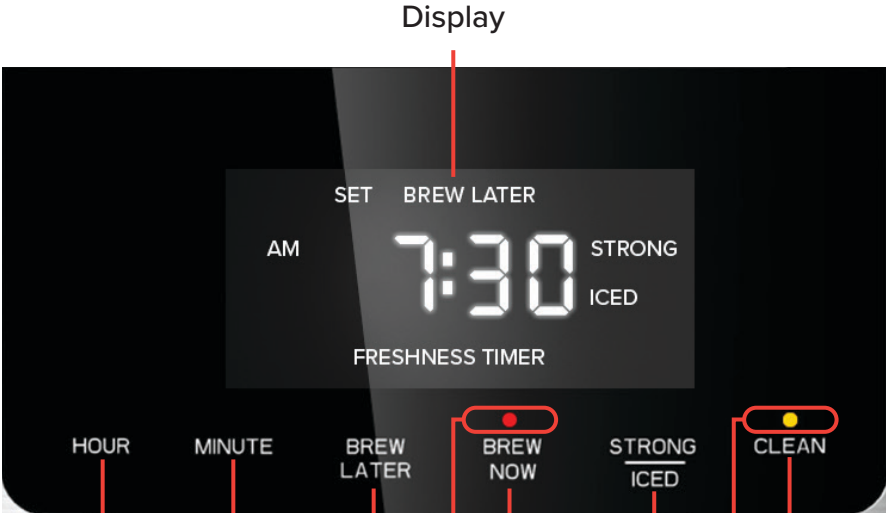 Display
SET BREW LATER
AM 7:30 STRONG
ICED
FRESHNESS TIMER
HOUR MINUTE BREW LATER BREW NOW STRONG ICED CLEAN